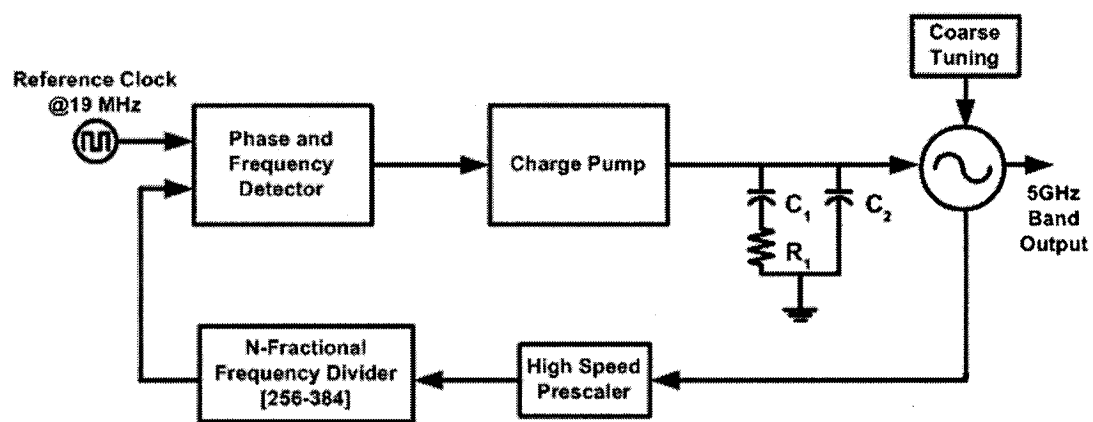 Coarse
Tuning
Reference Clock
@19 MHz
Phase and
Frequency
Detector
Charge Pump
C1
R1
C2
5GHz
Band
Output
N-Fractional
Frequency Divider
[256-384]
High Speed
Prescaler